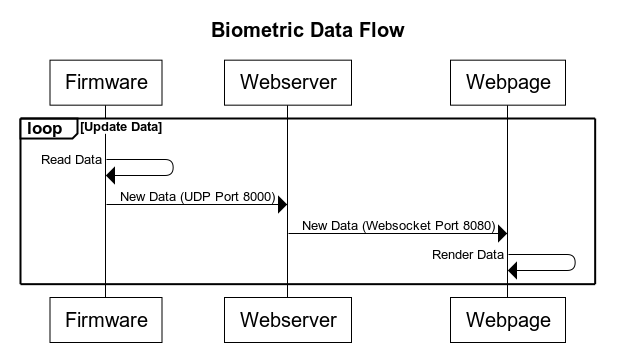 Biometric Data Flow
Firmware Webserver Webpage
loop [Update Data]
Read Data
New Data (UDP Port 8000)
New Data (Websocket Port 8080)
Render Data
Firmware Webserver Webpage